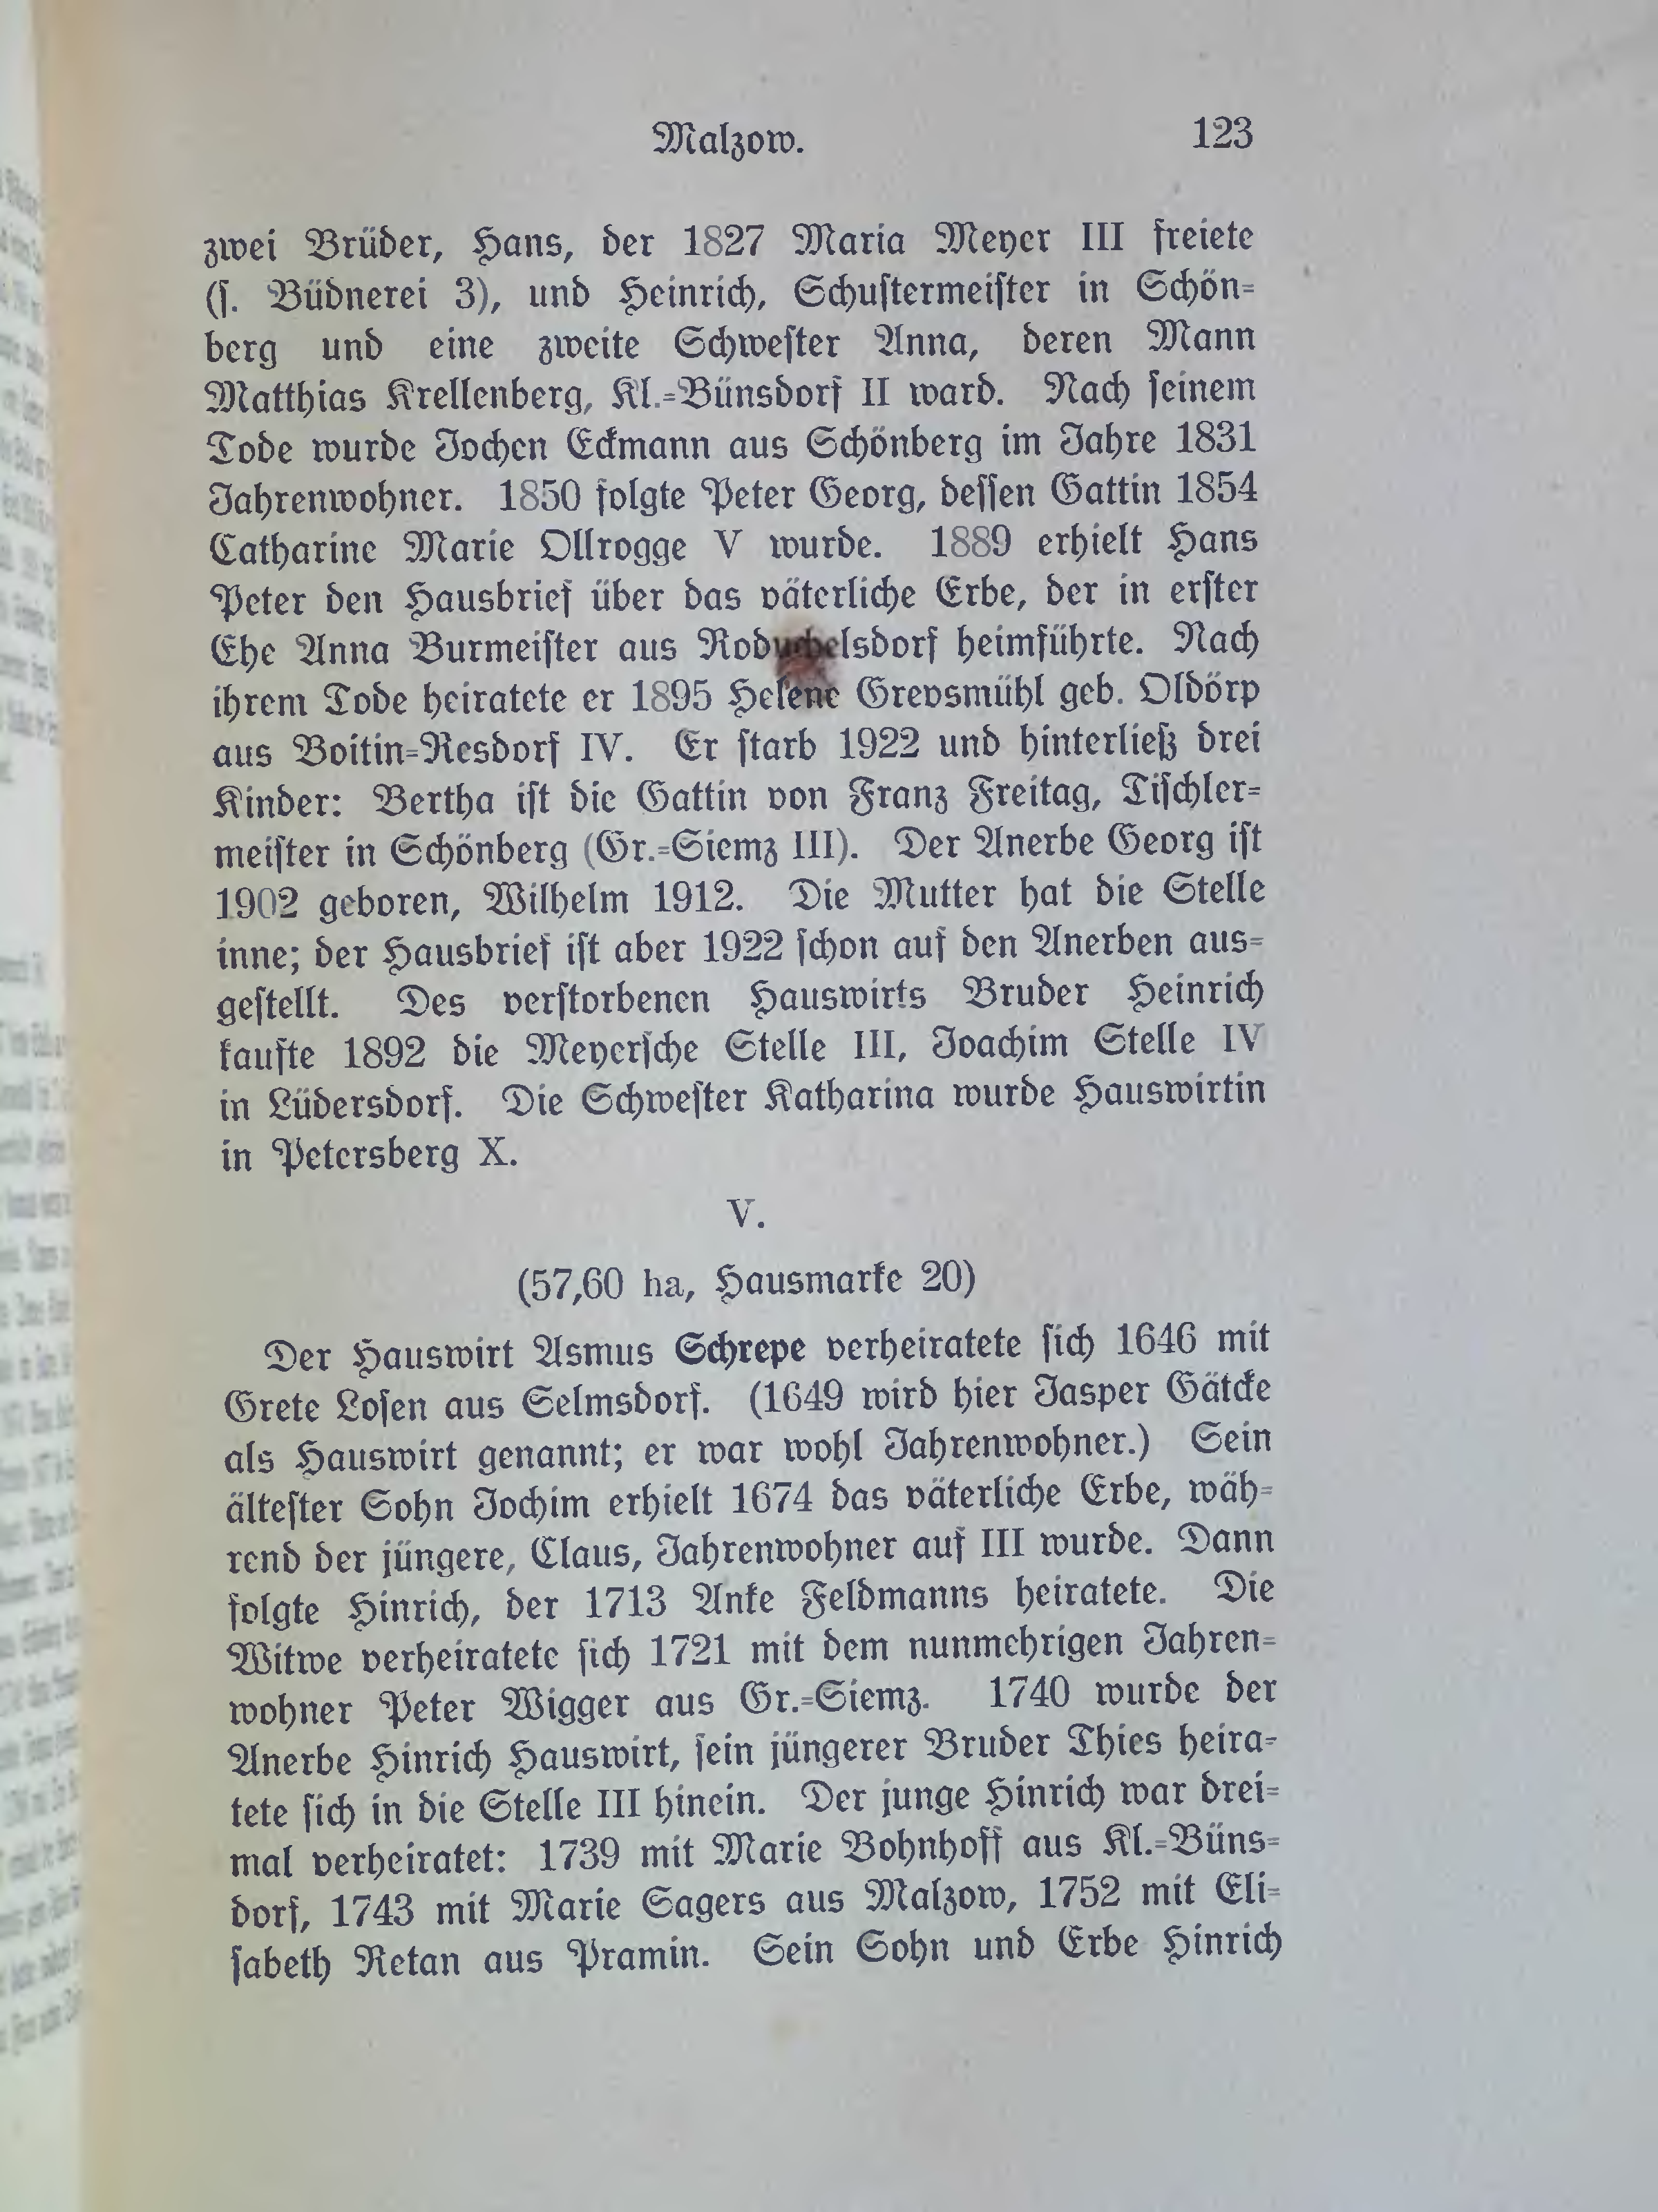 Malzow. 123
zwei Brüder, Hans, der 1827 Maria Meyer III freiete
(ſ. Büdnerei 3), und Heinrich, Schuſtermeiſter in Schön-
berg und eine zweite Schweſter Anna, deren Mann
Matthias Krellenberg, Kl.-Bünsdorf II ward. Nach ſeinem
Tode wurde Jochen Eckmann aus Schönberg im Jahre 1831
Jahrenwohner. 1850 folgte Peter Georg, deſſen Gattin 1854
Catharine Marie Ollrogge V wurde. 1889 erhielt Hans
Peter den Hausbrief über das väterliche Erbe, der in erſter
Ehe Anna Burmeiſter aus heimführte. Nach
ihrem Tode heiratete er 1895 Helene Grevsmühl geb. Oldörp
aus Boitin-Resdorf IV. Er ſtarb 1922 und hinterließ drei
Kinder: Bertha iſt die Gattin von Franz Freitag, Tiſchler-
meiſter in Schönberg (Gr.-Siemz III). Der Anerbe Georg iſt
1902 geboren, Wilhelm 1912. Die Mutter hat die Stelle
inne; der Hausbrief iſt aber 1922 ſchon auf den Anerben aus-
geſtellt. Des verſtorbenen Hauswirts Bruder Heinrich
kaufte 1892 die Meyerſche Stelle III, Joachim Stelle IV
in Lüdersdorf. Die Schweſter Katharina wurde Hauswirtin
in Petersberg X.
V.
(57,60 ha, Hausmarke 20)
Der Hauswirt Asmus Schrepe verheiratete ſich 1646 mit
Grete Loſen aus Selmsdorf. (1649 wird hier Jasper Gätcke
als Hauswirt genannt; er war wohl Jahrenwohner.) Sein
älteſter Sohn Jochim erhielt 1674 das väterliche Erbe, wäh-
rend der jüngere, Claus, Jahrenwohner auf III wurde. Dann
folgte Hinrich, der 1713 Anke Feldmanns heiratete. Die
Witwe verheiratete ſich 1721 mit dem nunmehrigen Jahren-
wohner Peter Wigger aus Gr.-Siemz. 1740 wurde der
Anerbe Hinrich Hauswirt, ſein jüngerer Bruder Thies heira-
tete ſich in die Stelle III hinein. Der junge Hinrich war drei-
mal verheiratet: 1739 mit Marie Bohnhoff aus Kl.-Büns-
dorf, 1743 mit Marie Sagers aus Malzow, 1752 mit Eli-
ſabeth Retan aus Pramin. Sein Sohn und Erbe Hinrich